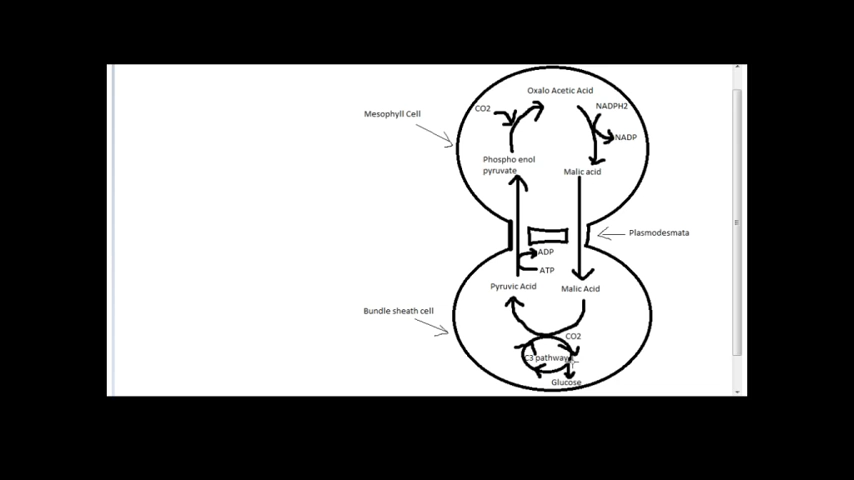 Oxalo Acetic Acid
CO2
NADPH2
Mesophyll Cell
NADP
Phospho enol
pyruvate
Malic acid
Plasmodesmata
ADP
ATP
Pyruvic Acid
Malic Acid
Bundle sheath cell
CO2
C3 pathway
Glucose